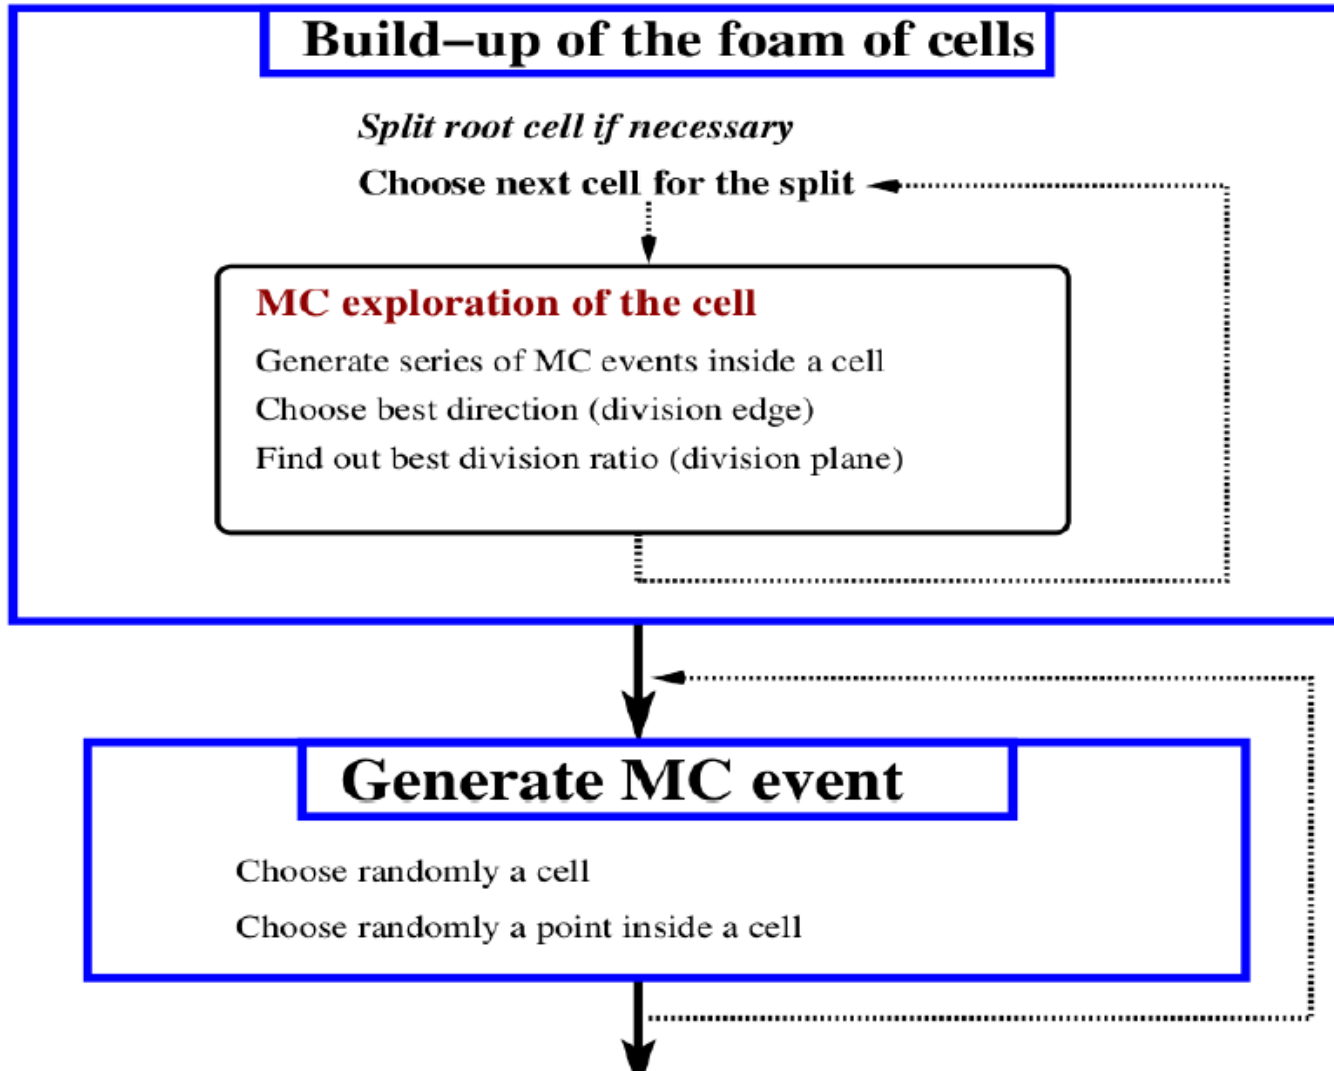 Build–up of the foam of cells
Split root cell if necessary
Choose next cell for the split
MC exploration of the cell
Generate series of MC events inside a cell
Choose best direction (division edge)
Find out best division ratio (division plane)
Generate MC event
Choose randomly a cell
Choose randomly a point inside a cell